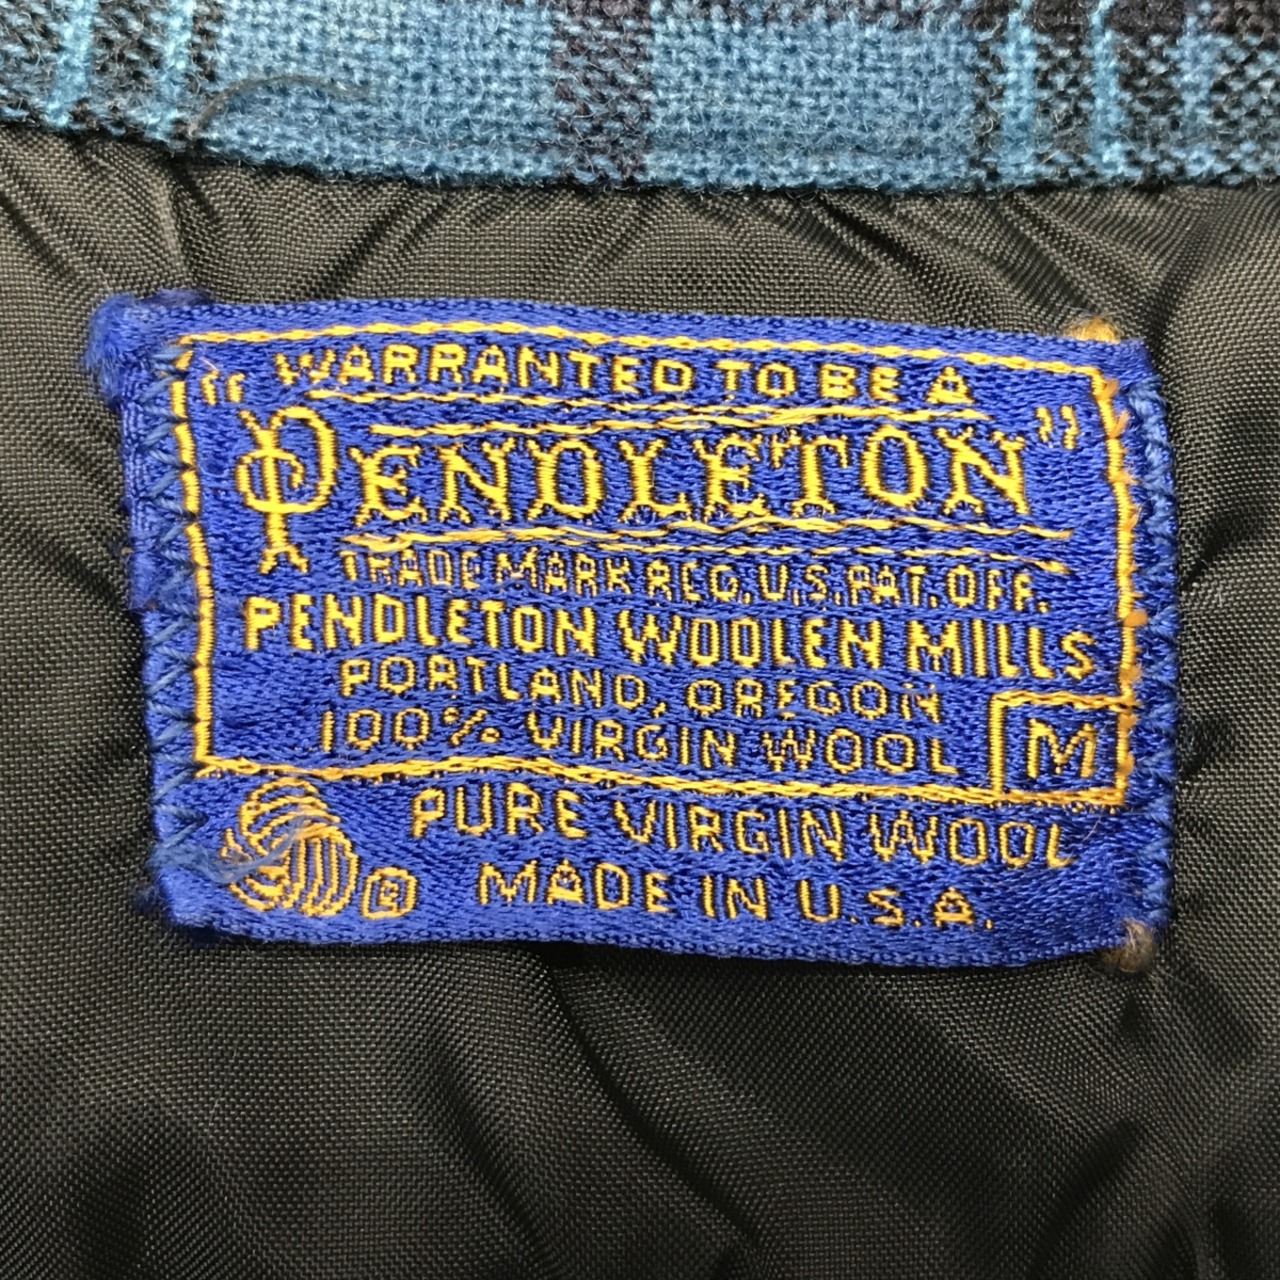 WARRANTED TO BE A
"PENDLETON"
TRADE MARK REG. U.S. PAT. OFF.
PENDLETON WOOLEN MILLS
PORTLAND, OREGON
100% VIRGIN WOOL
M
PURE VIRGIN WOOL
® MADE IN U.S.A.